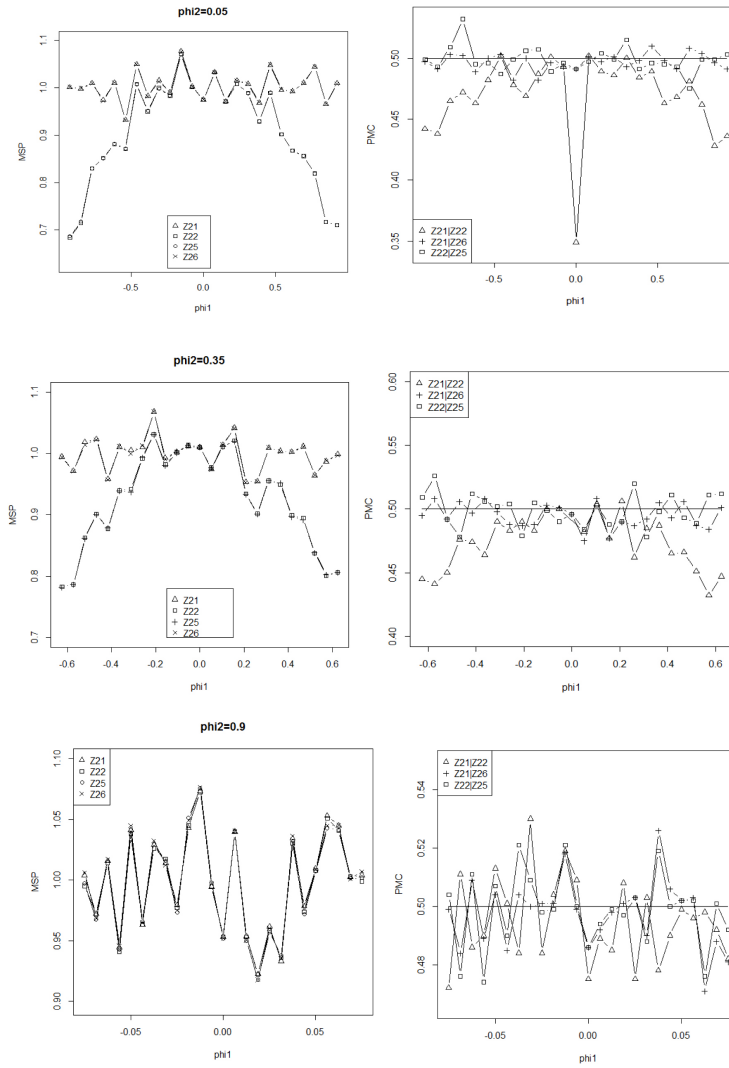 phi2=0.05
MSP
1.1
1.0
0.9
0.8
0.7
Z21
Z22
Z25
Z26
-0.5
0.0
0.5
phi1
PMC
0.50
0.45
0.40
0.35
Z21|Z22
Z21|Z26
Z22|Z25
-0.5
0.0
0.5
phi1
phi2=0.35
MSP
1.1
1.0
0.9
0.8
0.7
Z21
Z22
Z25
Z26
-0.6
-0.4
-0.2
0.0
0.2
0.4
0.6
phi1
PMC
0.60
0.55
0.50
0.45
0.40
Z21|Z22
Z21|Z26
Z22|Z25
-0.6
-0.4
-0.2
0.0
0.2
0.4
0.6
phi1
phi2=0.9
MSP
1.10
1.05
1.00
0.95
0.90
Z21
Z22
Z25
Z26
-0.05
0.00
0.05
phi1
PMC
0.54
0.52
0.50
0.48
Z21|Z22
Z21|Z26
Z22|Z25
-0.05
0.00
0.05
phi1